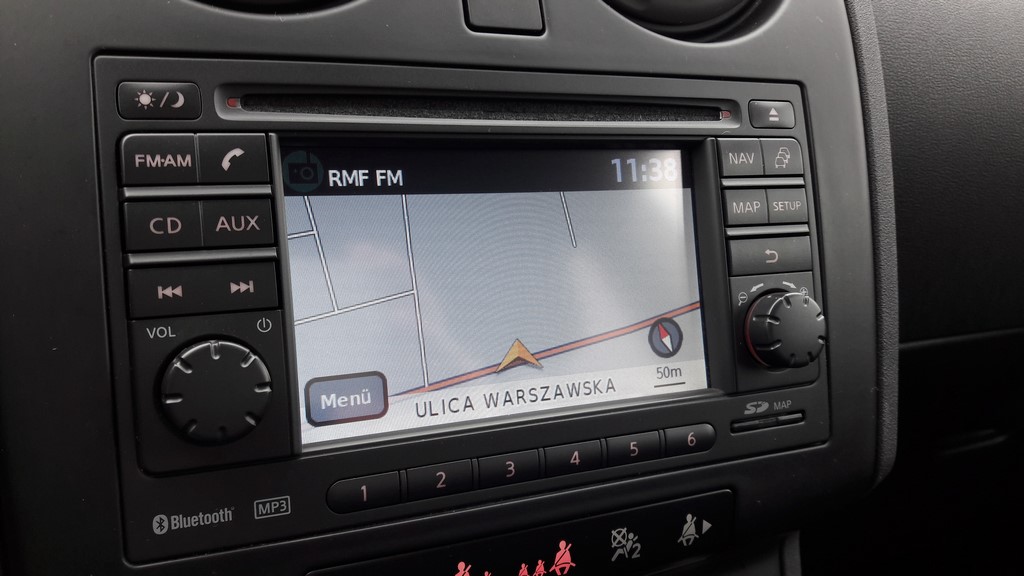 FM·AM
CD
AUX
VOL
RMF FM
11:38
Menü
ULICA WARSZAWSKA
50m
NAV
MAP
SETUP
SD MAP
1 2 3 4 5 6
Bluetooth
MP3
2